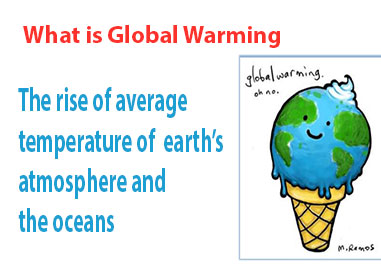 What is Global Warming
The rise of average
temperature of earth's
atmosphere and
the oceans
global warming.
oh no.
M.Ramos